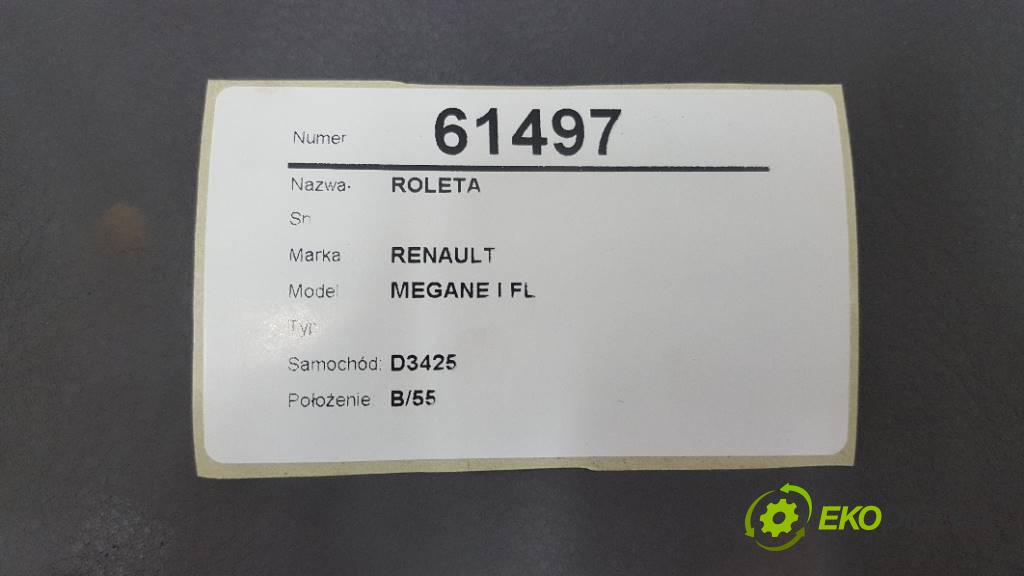 Numer 61497
Nazwa: ROLETA
Sn
Marka RENAULT
Model MEGANE I FL
Typ
Samochód: D3425
Położenie: B/55
EKO